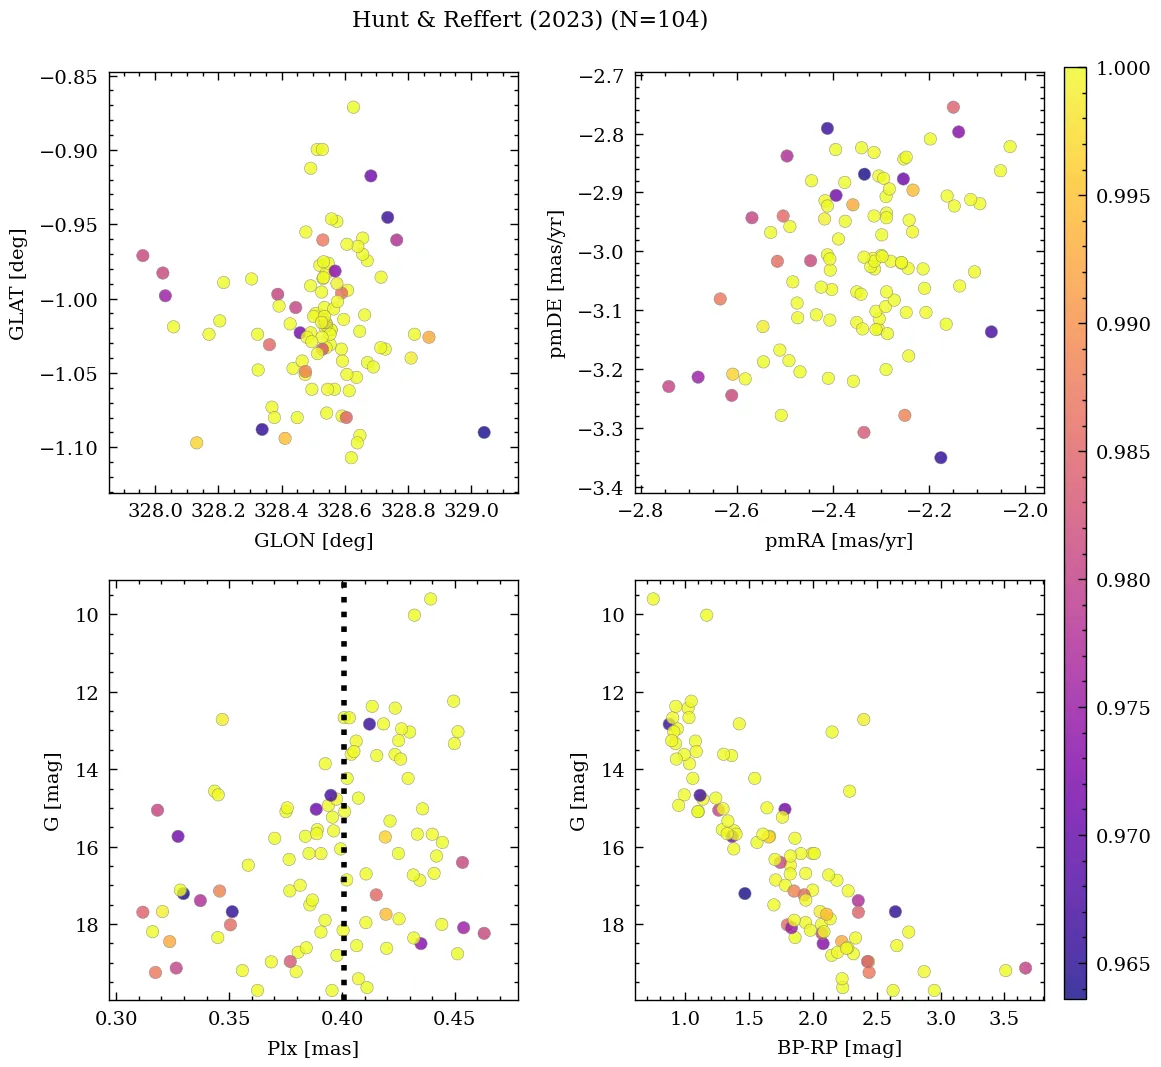 Hunt & Reffert (2023) (N=104)
−0.85
−0.90
−0.95
−1.00
−1.05
−1.10
GLAT [deg]
328.0 328.2 328.4 328.6 328.8 329.0
GLON [deg]
−2.7
−2.8
−2.9
−3.0
−3.1
−3.2
−3.3
−3.4
pmDE [mas/yr]
−2.8 −2.6 −2.4 −2.2 −2.0
pmRA [mas/yr]
10
12
14
16
18
G [mag]
0.30 0.35 0.40 0.45
Plx [mas]
10
12
14
16
18
G [mag]
1.0 1.5 2.0 2.5 3.0 3.5
BP-RP [mag]
1.000
0.995
0.990
0.985
0.980
0.975
0.970
0.965